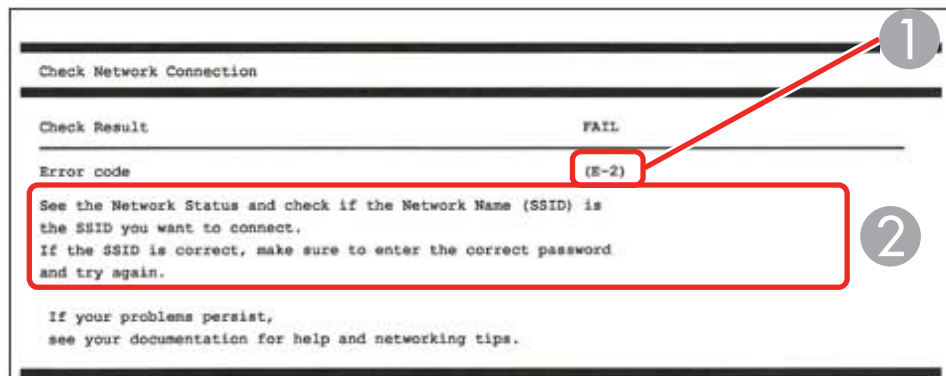 1
Check Network Connection
Check Result FAIL
Error code (E-2)
See the Network Status and check if the Network Name (SSID) is
the SSID you want to connect.
If the SSID is correct, make sure to enter the correct password
and try again.
2
If your problems persist,
see your documentation for help and networking tips.